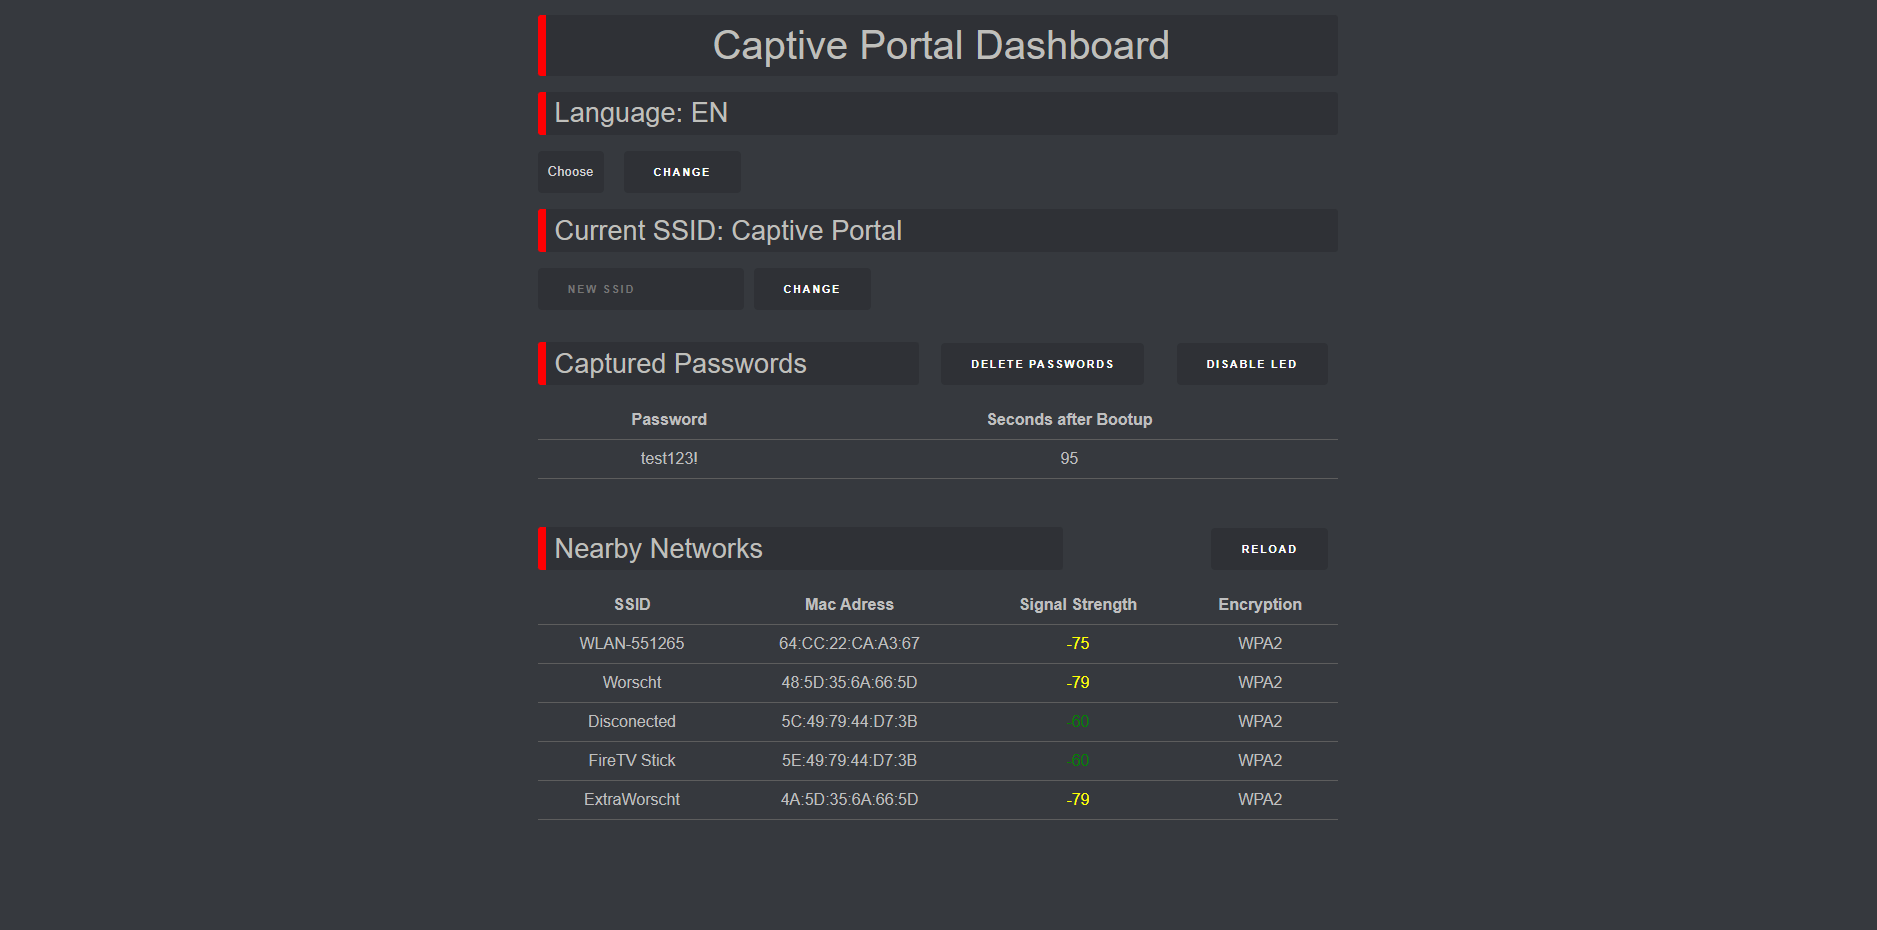 Captive Portal Dashboard
Language: EN
Choose CHANGE
Current SSID: Captive Portal
NEW SSID CHANGE
Captured Passwords DELETE PASSWORDS DISABLE LED
Password Seconds after Bootup
test123! 95
Nearby Networks RELOAD
SSID Mac Adress Signal Strength Encryption
WLAN-551265 64:CC:22:CA:A3:67 -75 WPA2
Worscht 48:5D:35:6A:66:5D -79 WPA2
Disconected 5C:49:79:44:D7:3B -60 WPA2
FireTV Stick 5E:49:79:44:D7:3B -60 WPA2
ExtraWorscht 4A:5D:35:6A:66:5D -79 WPA2